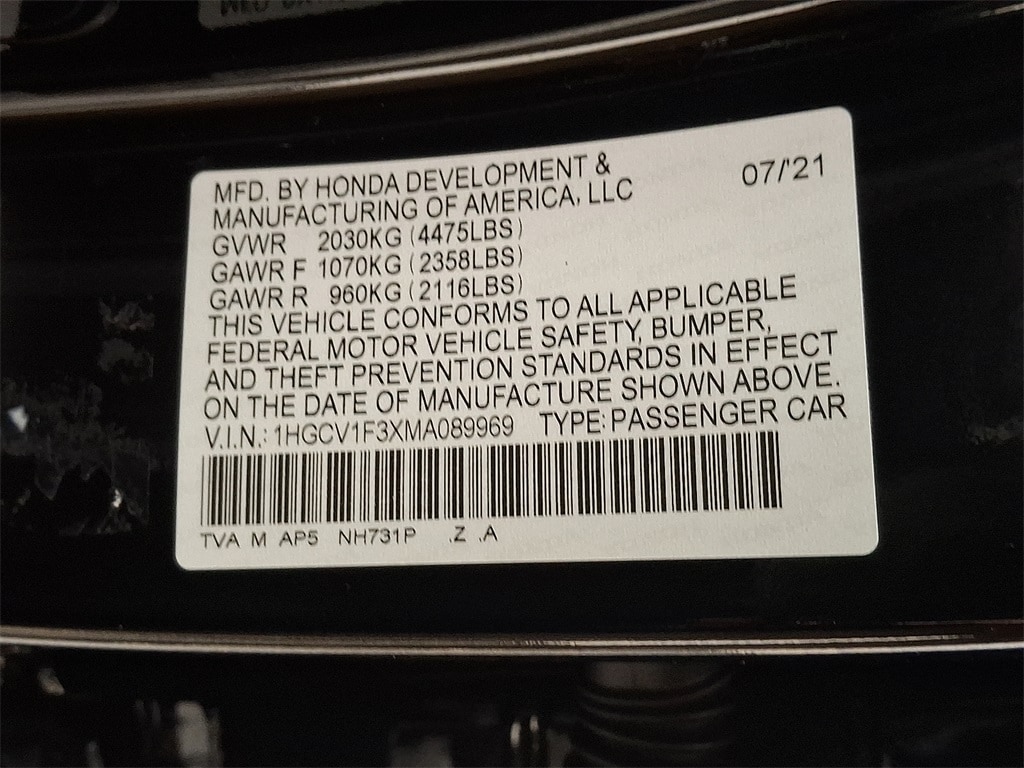 MFD. BY HONDA DEVELOPMENT & 07/'21
MANUFACTURING OF AMERICA, LLC
GVWR 2030KG (4475LBS)
GAWR F 1070KG (2358LBS)
GAWR R 960KG (2116LBS)
THIS VEHICLE CONFORMS TO ALL APPLICABLE
FEDERAL MOTOR VEHICLE SAFETY, BUMPER,
AND THEFT PREVENTION STANDARDS IN EFFECT
ON THE DATE OF MANUFACTURE SHOWN ABOVE.
V.I.N.: 1HGCV1F3XMA089969 TYPE: PASSENGER CAR
TVA M AP5 NH731P .Z .A